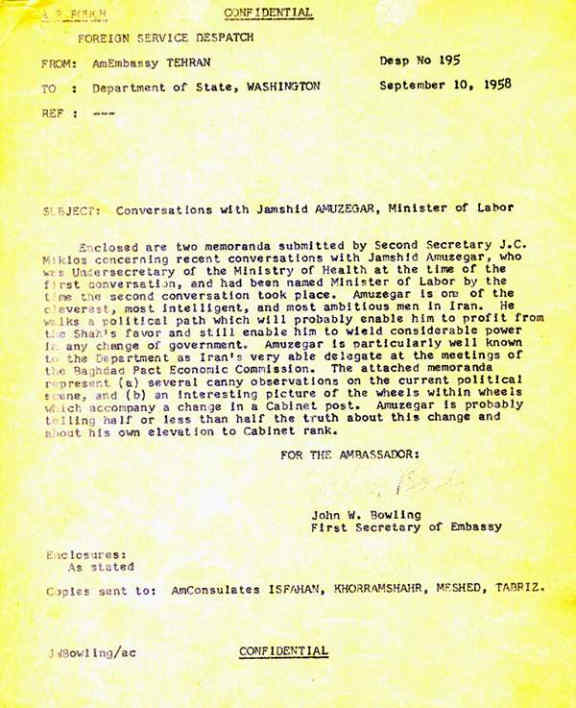 CONFIDENTIAL
FOREIGN SERVICE DESPATCH
FROM: AmEmbassy TEHRAN Desp No 195
TO : Department of State, WASHINGTON September 10, 1958
REF : ---
SUBJECT: Conversations with Jamshid AMUZEGAR, Minister of Labor
Enclosed are two memoranda submitted by Second Secretary J.C.
Miklos concerning recent conversations with Jamshid Amuzegar, who
was Undersecretary of the Ministry of Health at the time of the
first conversation, and had been named Minister of Labor by the
time the second conversation took place. Amuzegar is one of the
cleverest, most intelligent, and most ambitious men in Iran. He
walks a political path which will probably enable him to profit from
the Shah's favor and still enable him to wield considerable power
in any change of government. Amuzegar is particularly well known
to the Department as Iran's very able delegate at the meetings of
the Baghdad Pact Economic Commission. The attached memoranda
represent (a) several canny observations on the current political
scene, and (b) an interesting picture of the wheels within wheels
which accompany a change in a Cabinet post. Amuzegar is probably
telling half or less than half the truth about this change and
about his own elevation to Cabinet rank.
FOR THE AMBASSADOR:
John W. Bowling
First Secretary of Embassy
Enclosures:
As stated
Copies sent to: AmConsulates ISFAHAN, KHORRAMSHAHR, MESHED, TABRIZ.
JWBowling/ac CONFIDENTIAL